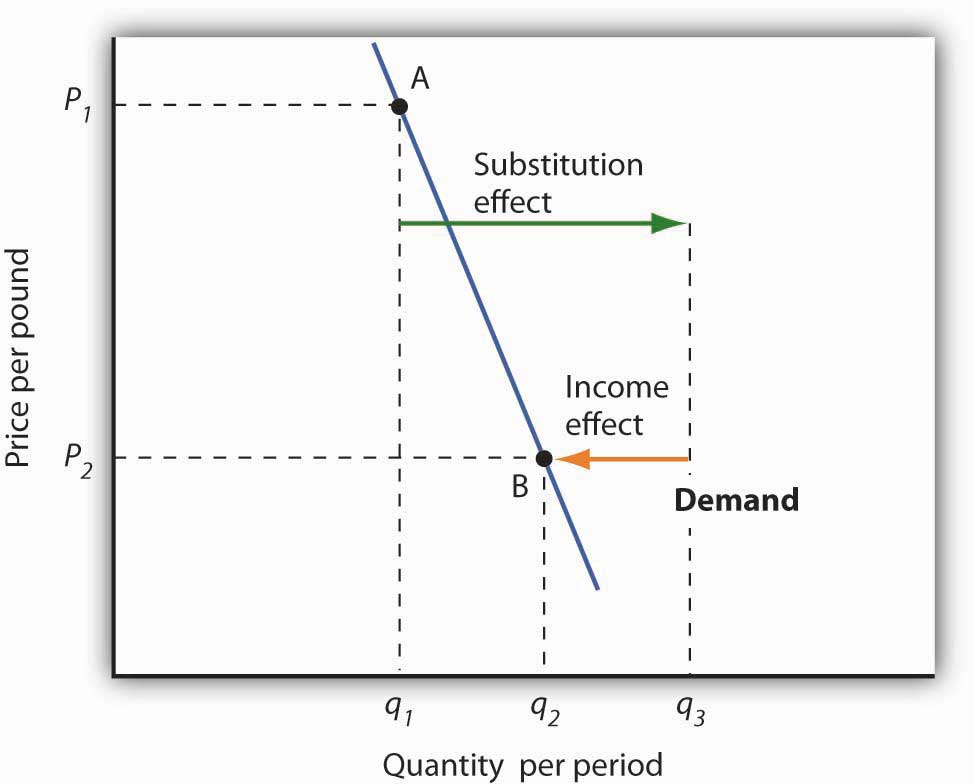 A
P1
Substitution
effect
Price per pound
Income
effect
P2
B
Demand
q1
q2
q3
Quantity per period